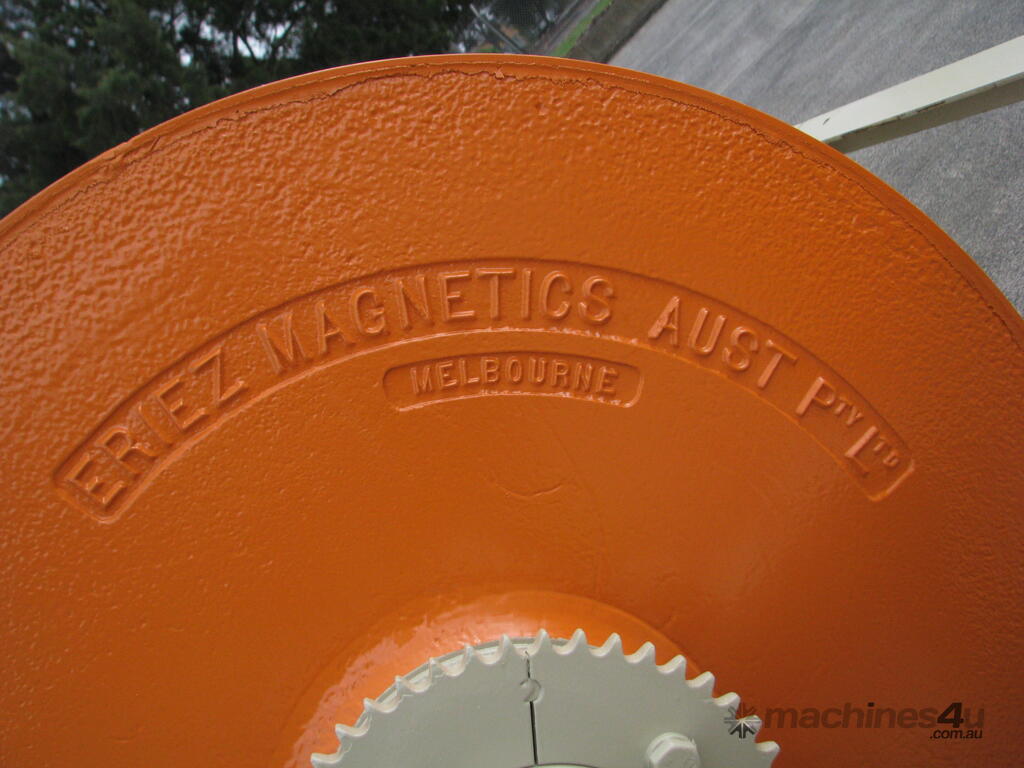 ERIEZ MAGNETICS AUST PTY LTD
MELBOURNE
machines4u
.com.au